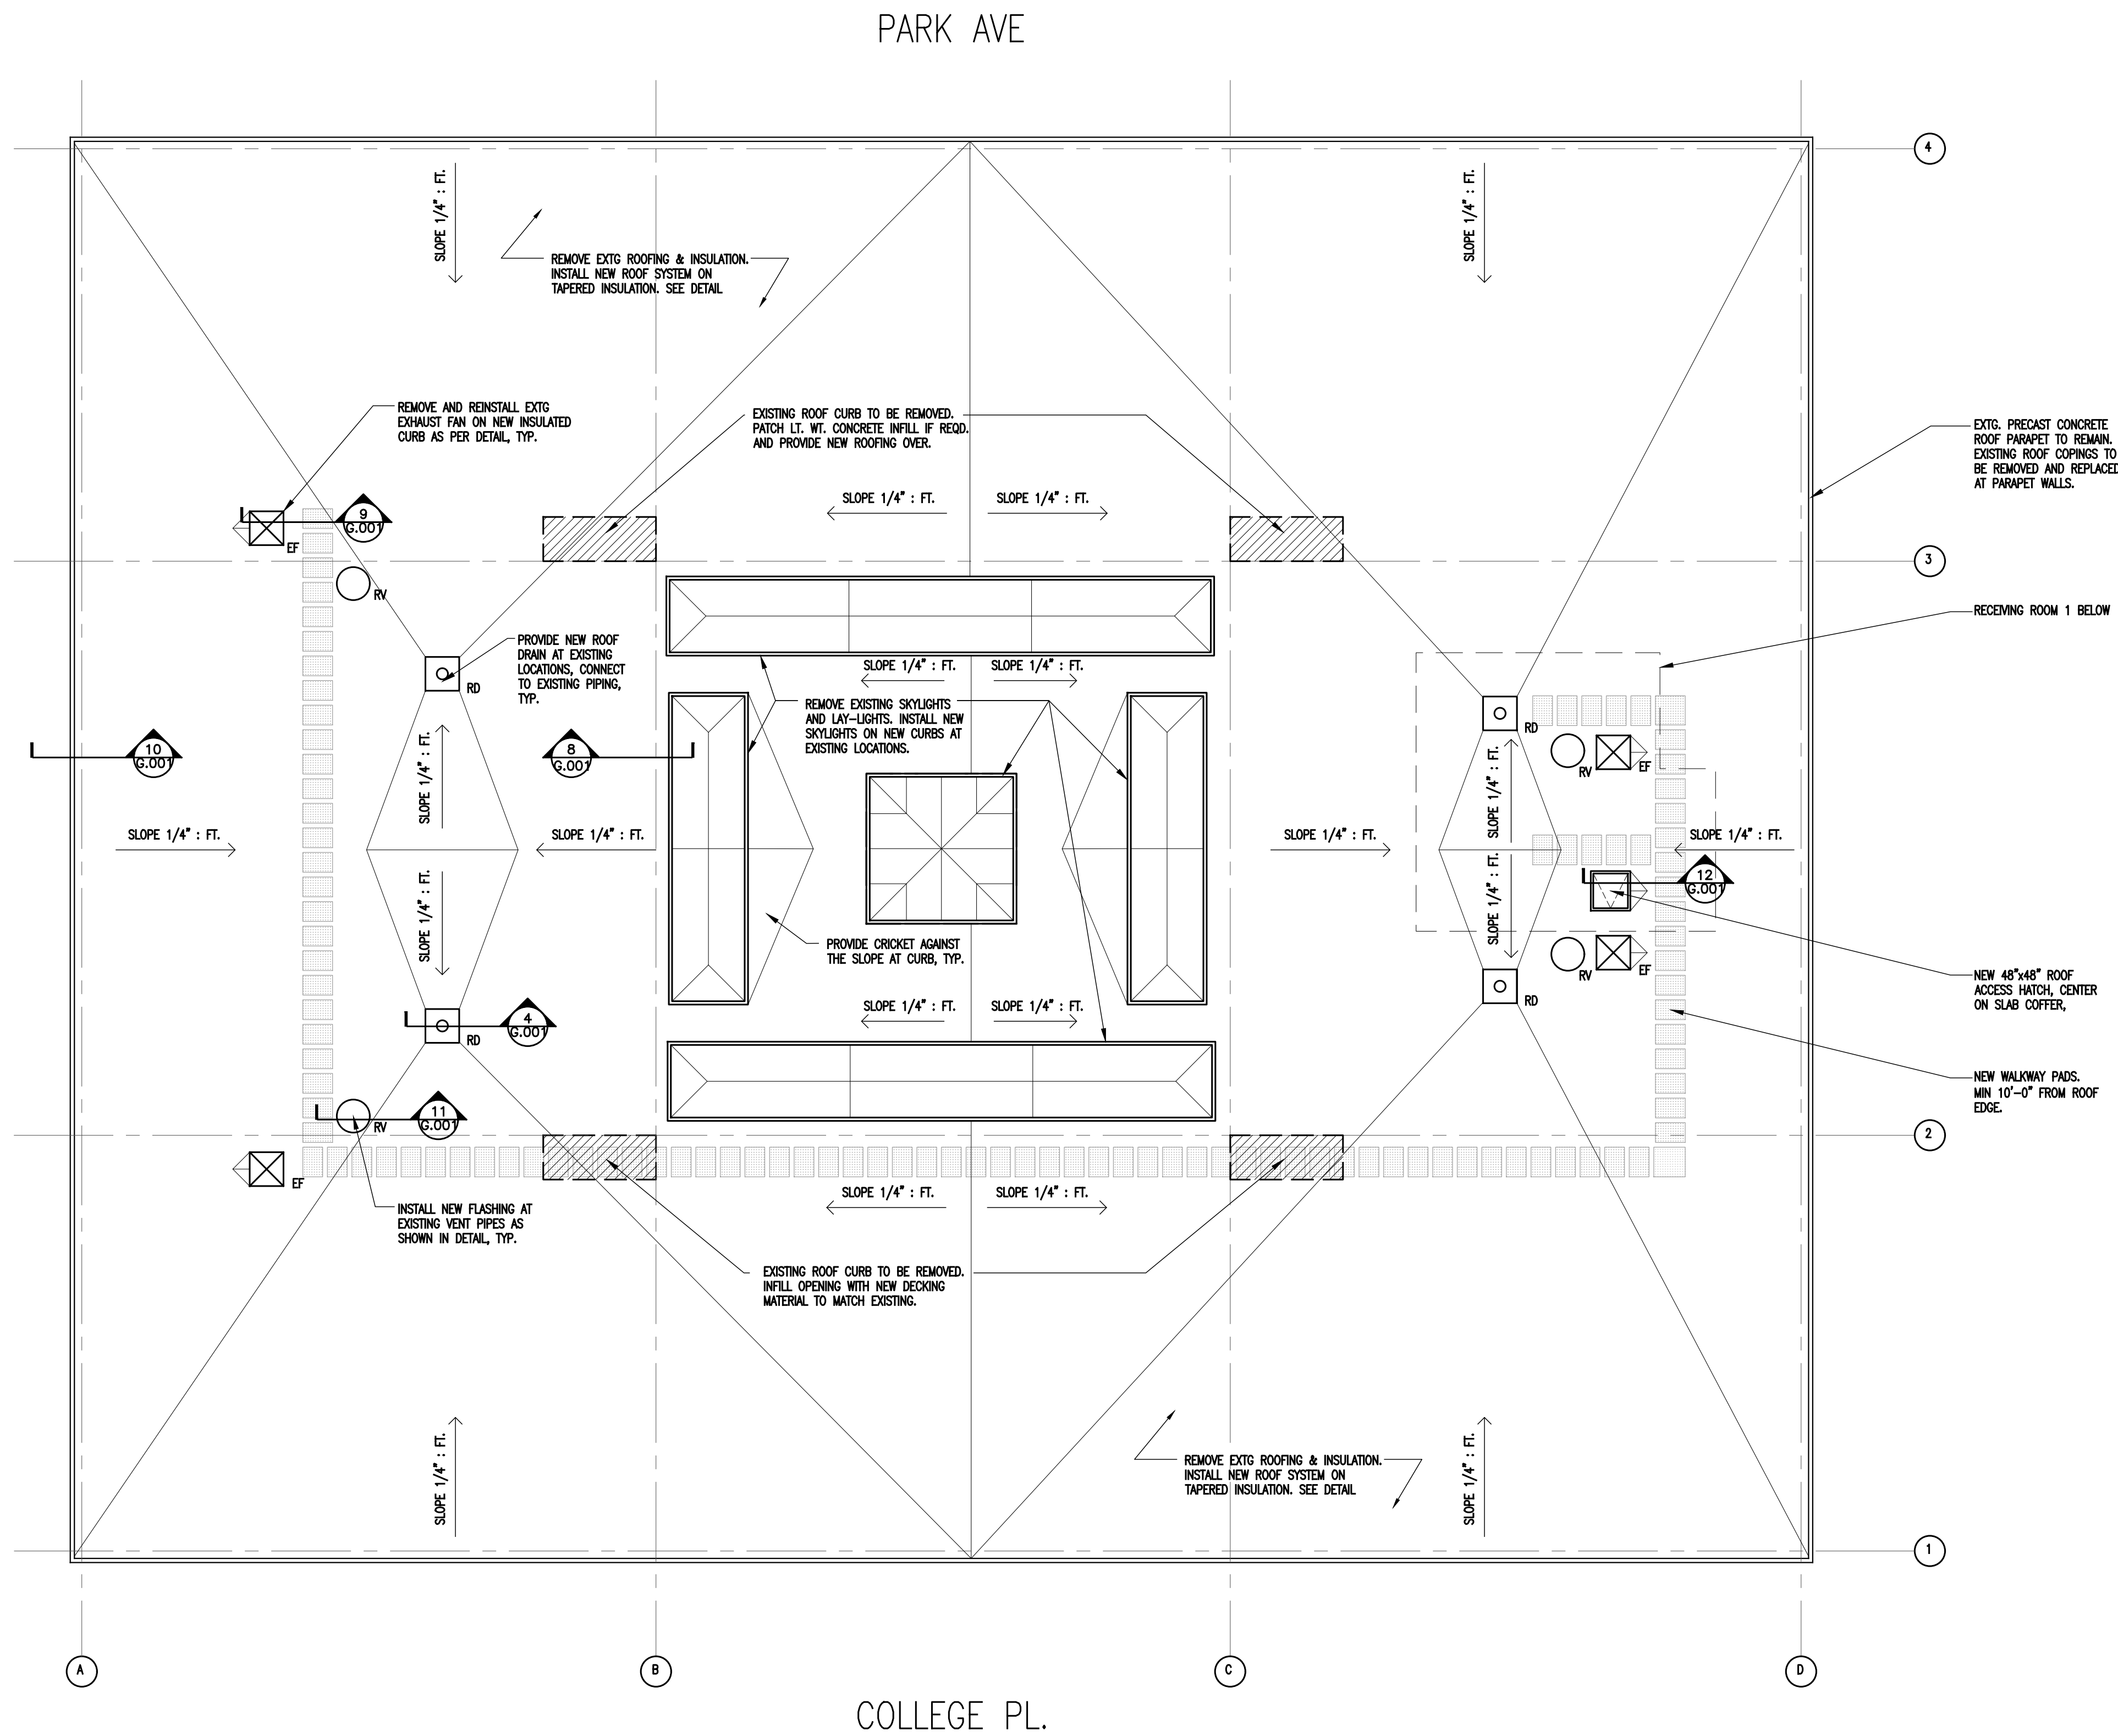 PARK AVE
4
SLOPE 1/4" : FT.
SLOPE 1/4" : FT.
REMOVE EXTG ROOFING & INSULATION.
INSTALL NEW ROOF SYSTEM ON
TAPERED INSULATION. SEE DETAIL
REMOVE AND REINSTALL EXTG
EXHAUST FAN ON NEW INSULATED
CURB AS PER DETAIL, TYP.
EXISTING ROOF CURB TO BE REMOVED.
PATCH LT. WT. CONCRETE INFILL IF REQD.
AND PROVIDE NEW ROOFING OVER.
EXTG. PRECAST CONCRETE
ROOF PARAPET TO REMAIN.
EXISTING ROOF COPINGS TO
BE REMOVED AND REPLACED
AT PARAPET WALLS.
SLOPE 1/4" : FT.
SLOPE 1/4" : FT.
9
G.001
EF
3
RV
RECEIVING ROOM 1 BELOW
PROVIDE NEW ROOF
DRAIN AT EXISTING
LOCATIONS, CONNECT
TO EXISTING PIPING,
TYP.
RD
SLOPE 1/4" : FT.
SLOPE 1/4" : FT.
REMOVE EXISTING SKYLIGHTS
AND LAY-LIGHTS. INSTALL NEW
SKYLIGHTS ON NEW CURBS AT
EXISTING LOCATIONS.
RD
10
G.001
8
G.001
SLOPE 1/4" : FT.
SLOPE 1/4" : FT.
RV
EF
SLOPE 1/4" : FT.
SLOPE 1/4" : FT.
SLOPE 1/4" : FT.
SLOPE 1/4" : FT.
SLOPE 1/4" : FT.
SLOPE 1/4" : FT.
12
G.001
PROVIDE CRICKET AGAINST
THE SLOPE AT CURB, TYP.
RV
EF
NEW 48"x48" ROOF
ACCESS HATCH, CENTER
ON SLAB COFFER,
SLOPE 1/4" : FT.
SLOPE 1/4" : FT.
RD
4
G.001
RD
NEW WALKWAY PADS.
MIN 10'-0" FROM ROOF
EDGE.
11
G.001
RV
2
EF
SLOPE 1/4" : FT.
SLOPE 1/4" : FT.
INSTALL NEW FLASHING AT
EXISTING VENT PIPES AS
SHOWN IN DETAIL, TYP.
EXISTING ROOF CURB TO BE REMOVED.
INFILL OPENING WITH NEW DECKING
MATERIAL TO MATCH EXISTING.
SLOPE 1/4" : FT.
SLOPE 1/4" : FT.
REMOVE EXTG ROOFING & INSULATION.
INSTALL NEW ROOF SYSTEM ON
TAPERED INSULATION. SEE DETAIL
1
A
B
C
D
COLLEGE PL.